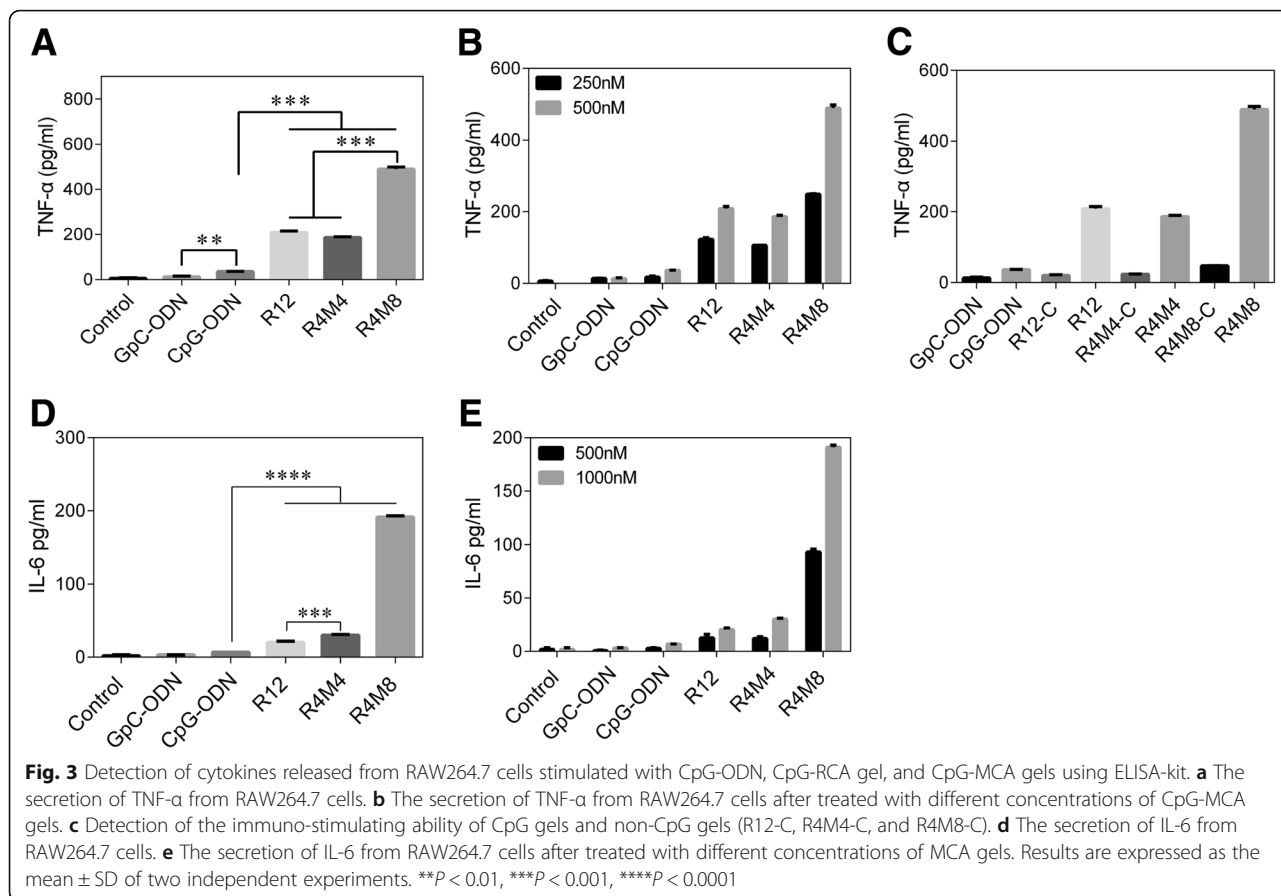 A
TNF-α (pg/ml)
800
600
400
200
0
***
***
**
Control
GpC-ODN
CpG-ODN
R12
R4M4
R4M8
B
TNF-α (pg/ml)
600
400
200
0
250nM
500nM
Control
GpC-ODN
CpG-ODN
R12
R4M4
R4M8
C
TNF-α (pg/ml)
600
400
200
0
GpC-ODN
CpG-ODN
R12-C
R12
R4M4-C
R4M4
R4M8-C
R4M8
D
IL-6 pg/ml
300
200
100
0
****
***
Control
GpC-ODN
CpG-ODN
R12
R4M4
R4M8
E
IL-6 pg/ml
200
150
100
50
0
500nM
1000nM
Control
GpC-ODN
CpG-ODN
R12
R4M4
R4M8
Fig. 3 Detection of cytokines released from RAW264.7 cells stimulated with CpG-ODN, CpG-RCA gel, and CpG-MCA gels using ELISA-kit. a The
secretion of TNF-α from RAW264.7 cells. b The secretion of TNF-α from RAW264.7 cells after treated with different concentrations of CpG-MCA
gels. c Detection of the immuno-stimulating ability of CpG gels and non-CpG gels (R12-C, R4M4-C, and R4M8-C). d The secretion of IL-6 from
RAW264.7 cells. e The secretion of IL-6 from RAW264.7 cells after treated with different concentrations of MCA gels. Results are expressed as the
mean ± SD of two independent experiments. **P < 0.01, ***P < 0.001, ****P < 0.0001